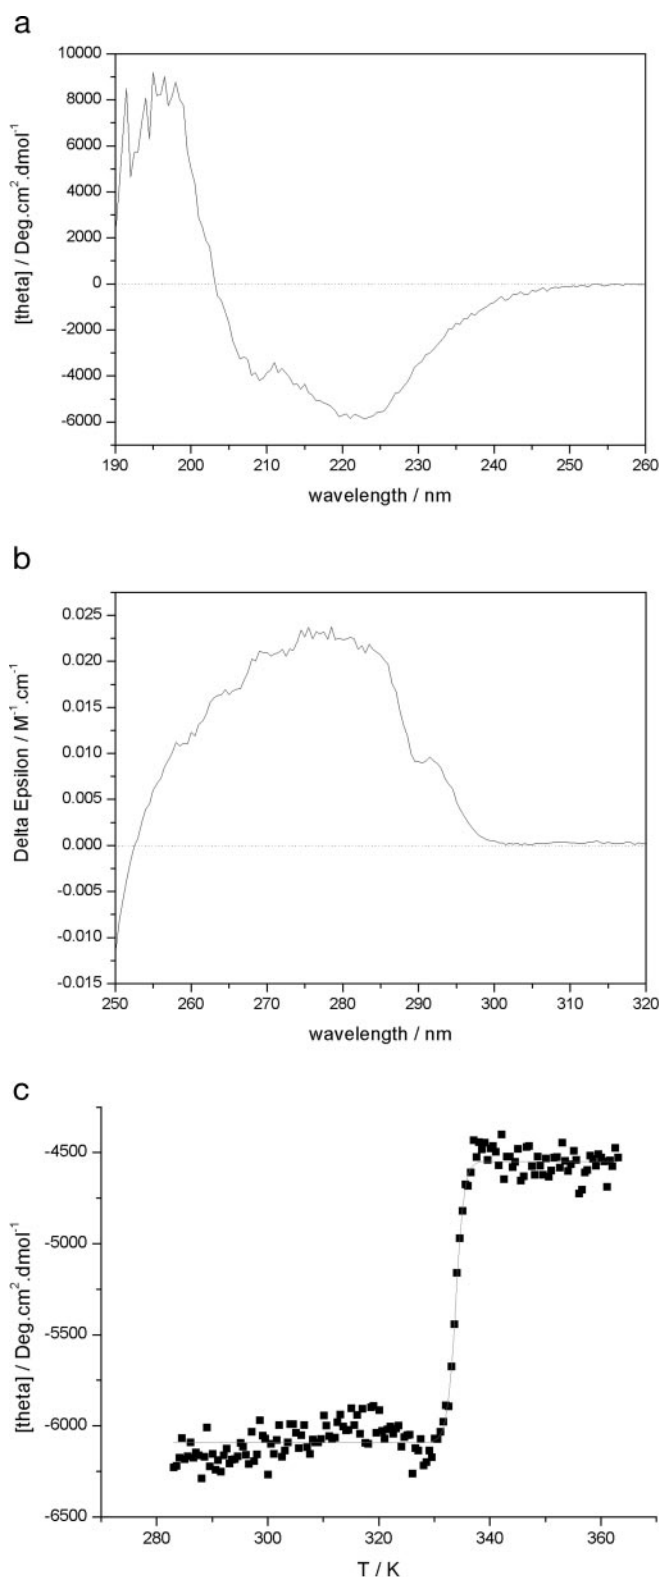 a
10000
8000
6000
4000
2000
0
-2000
-4000
-6000
[theta] / Deg.cm².dmol⁻¹
190 200 210 220 230 240 250 260
wavelength / nm
b
0.025
0.020
0.015
0.010
0.005
0.000
-0.005
-0.010
-0.015
Delta Epsilon / M⁻¹.cm⁻¹
250 260 270 280 290 300 310 320
wavelength / nm
c
-4500
-5000
-5500
-6000
-6500
[theta] / Deg.cm².dmol⁻¹
280 300 320 340 360
T / K